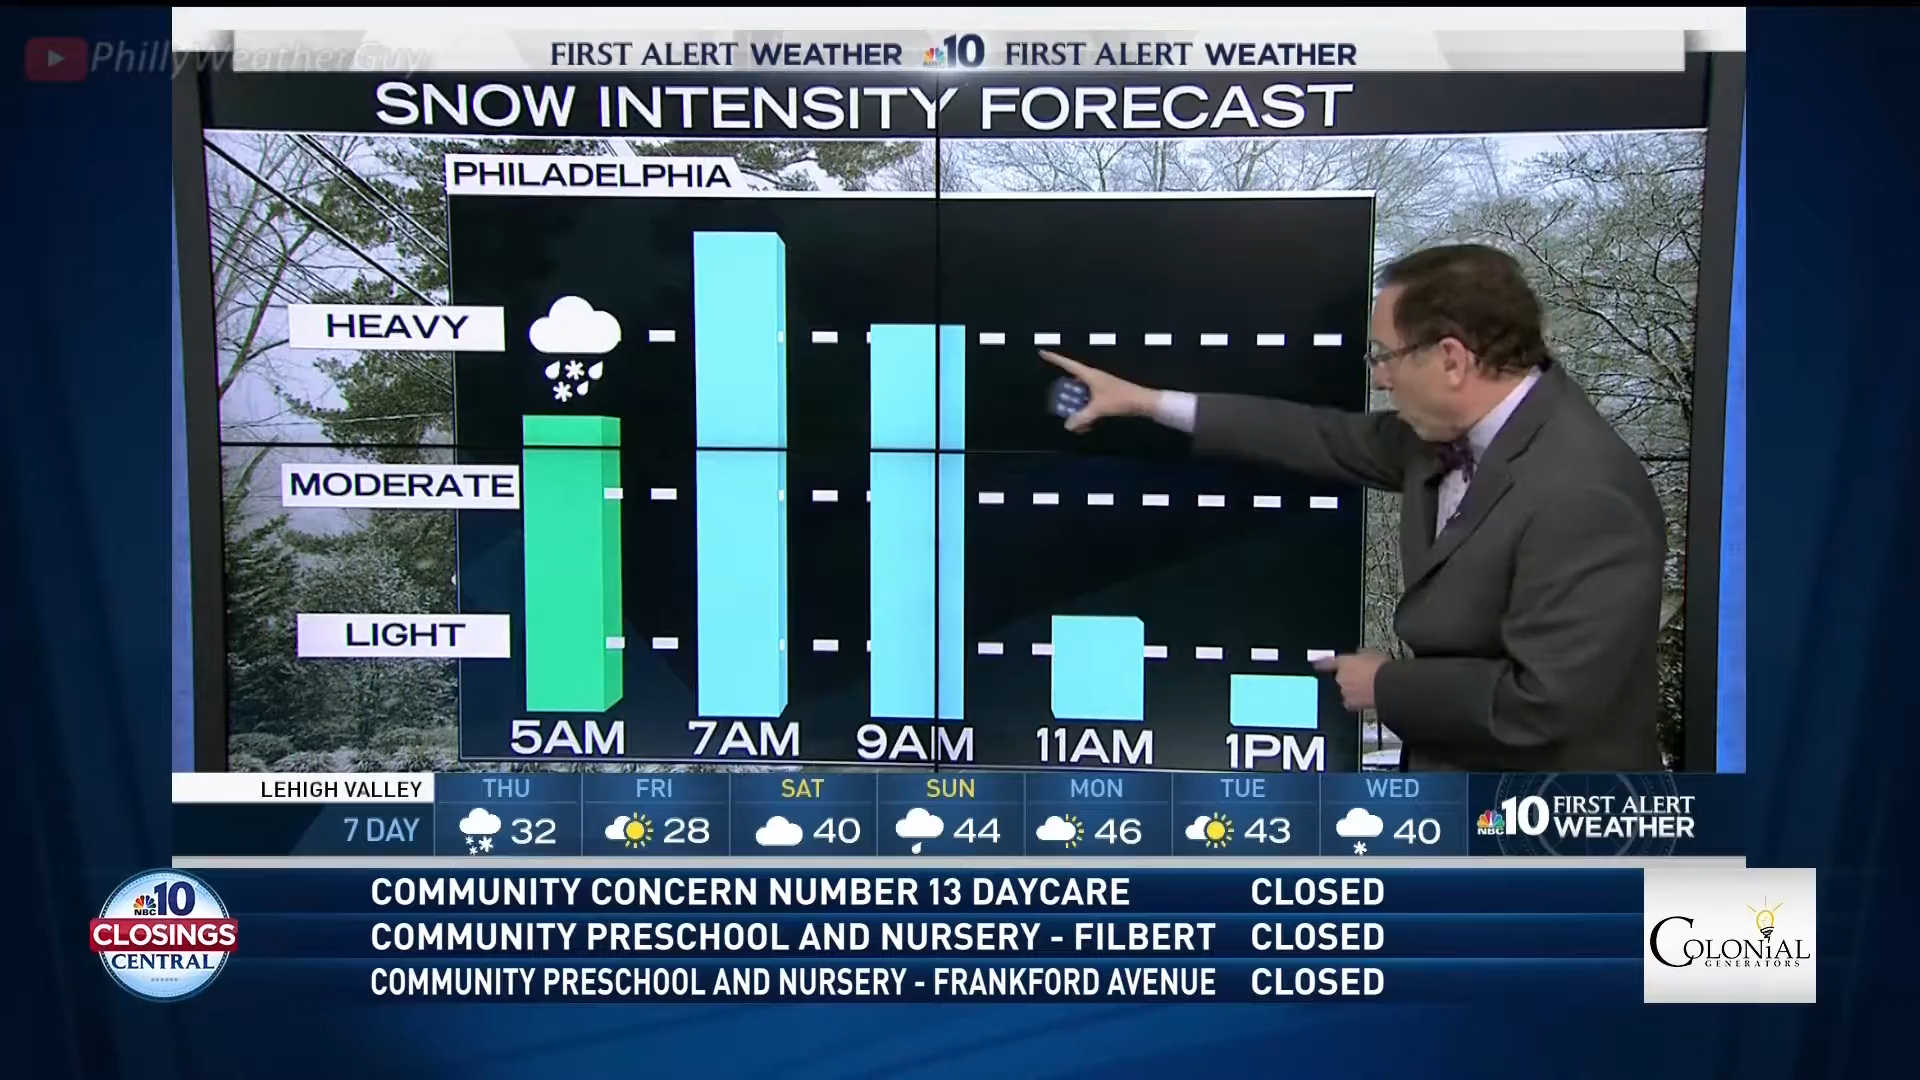 PhillyWeatherGuy
FIRST ALERT WEATHER NBC 10 FIRST ALERT WEATHER
SNOW INTENSITY FORECAST
PHILADELPHIA
HEAVY
MODERATE
LIGHT
5AM 7AM 9AM 11AM 1PM
LEHIGH VALLEY THU FRI SAT SUN MON TUE WED
7 DAY 32 28 40 44 46 43 40
NBC 10 FIRST ALERT
WEATHER
NBC 10
CLOSINGS
CENTRAL
COMMUNITY CONCERN NUMBER 13 DAYCARE CLOSED
COMMUNITY PRESCHOOL AND NURSERY - FILBERT CLOSED
COMMUNITY PRESCHOOL AND NURSERY - FRANKFORD AVENUE CLOSED
COLONIAL
GENERATORS